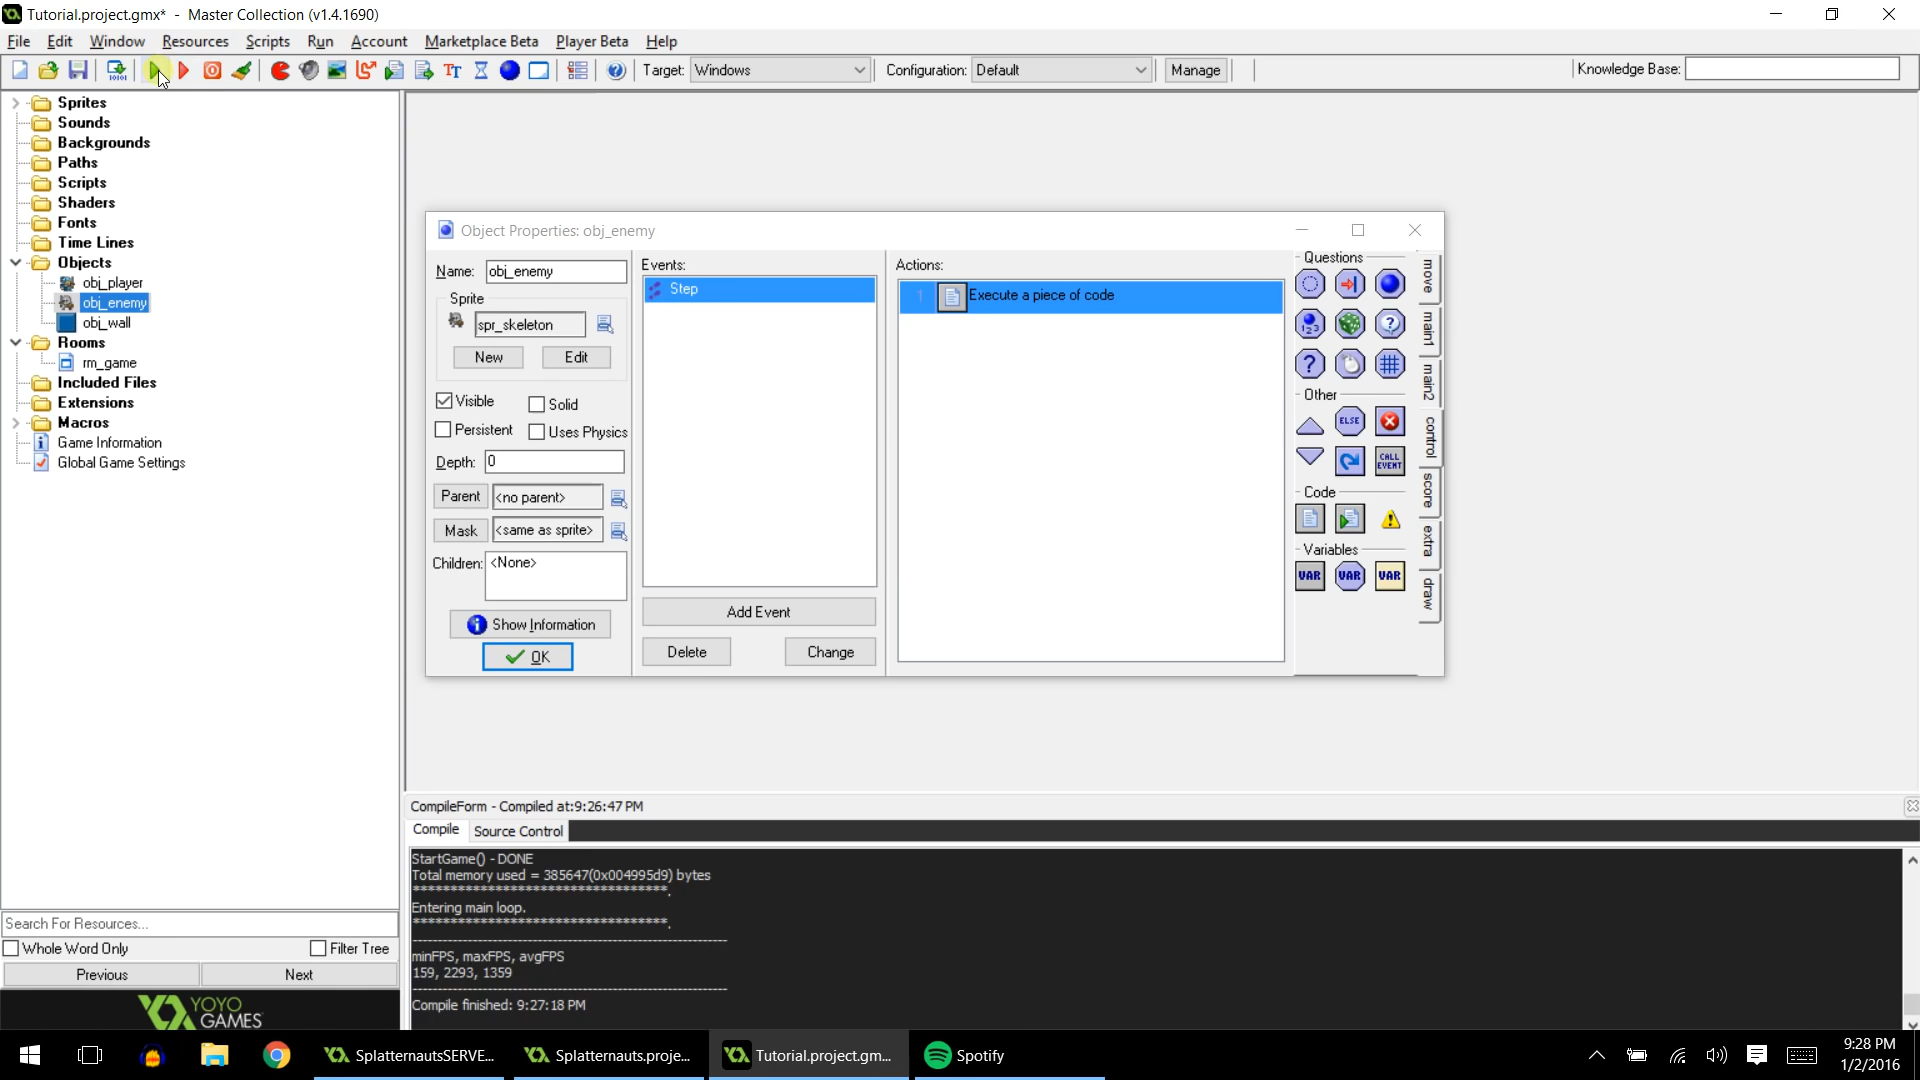 Tutorial.project.gmx* - Master Collection (v1.4.1690)
File Edit Window Resources Scripts Run Account Marketplace Beta Player Beta Help
Target: Windows Configuration: Default Manage Knowledge Base:
Sprites
Sounds
Backgrounds
Paths
Scripts
Shaders
Fonts
Time Lines
Objects
obj_player
obj_enemy
obj_wall
Rooms
rm_game
Included Files
Extensions
Macros
Game Information
Global Game Settings
Search For Resources...
Whole Word Only Filter Tree
Previous Next
YOYO
GAMES
Object Properties: obj_enemy
Name: obj_enemy
Sprite
spr_skeleton
New Edit
Visible Solid
Persistent Uses Physics
Depth: 0
Parent <no parent>
Mask <same as sprite>
Children: <None>
Show Information
OK
Events:
Step
Add Event
Delete Change
Actions:
1 Execute a piece of code
Questions
Other
ELSE
CALL
EVENT
Code
Variables
VAR VAR VAR
move
main1
main2
control
score
extra
draw
CompileForm - Compiled at:9:26:47 PM
Compile Source Control
StartGame() - DONE
Total memory used = 385647(0x004995d9) bytes
***********************************.
Entering main loop.
***********************************.
minFPS, maxFPS, avgFPS
159, 2293, 1359
Compile finished: 9:27:18 PM
SplatternautsSERVE... Splatternauts.proje... Tutorial.project.gm... Spotify
9:28 PM
1/2/2016